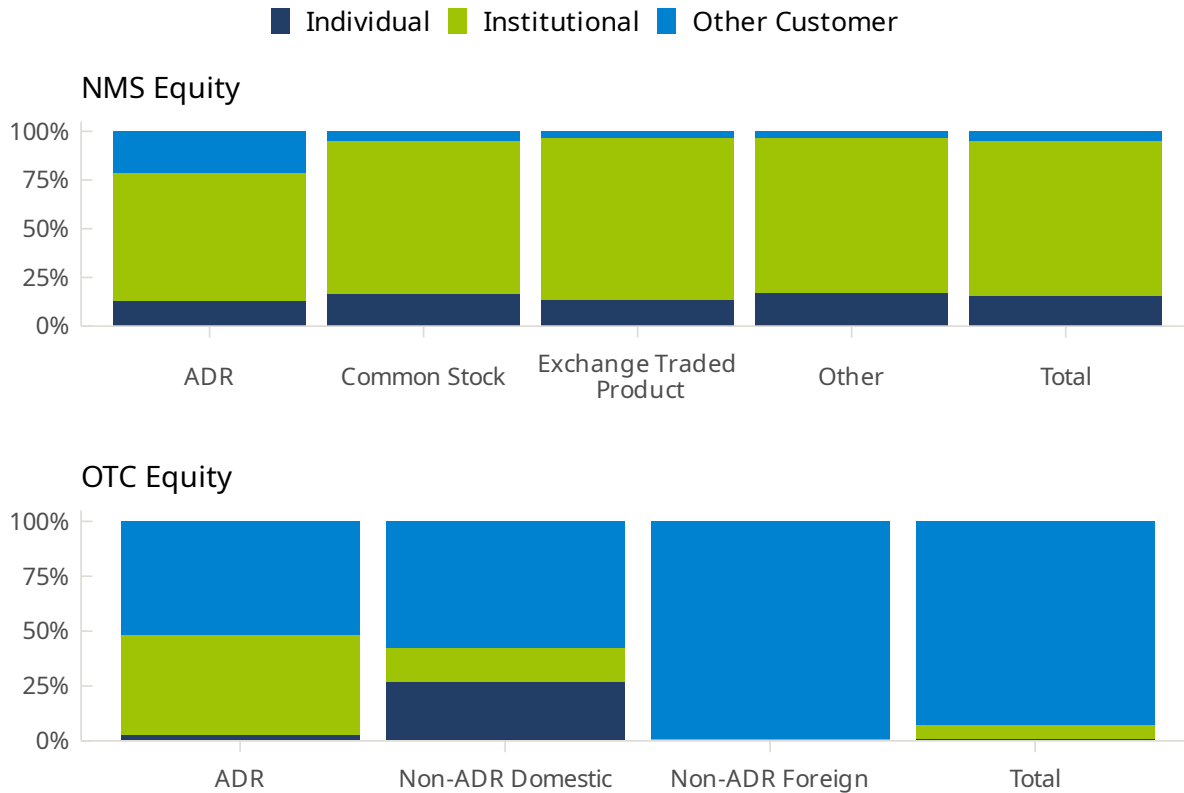 Individual Institutional Other Customer
NMS Equity
100%
75%
50%
25%
0%
ADR Common Stock Exchange Traded Product Other Total
OTC Equity
100%
75%
50%
25%
0%
ADR Non-ADR Domestic Non-ADR Foreign Total